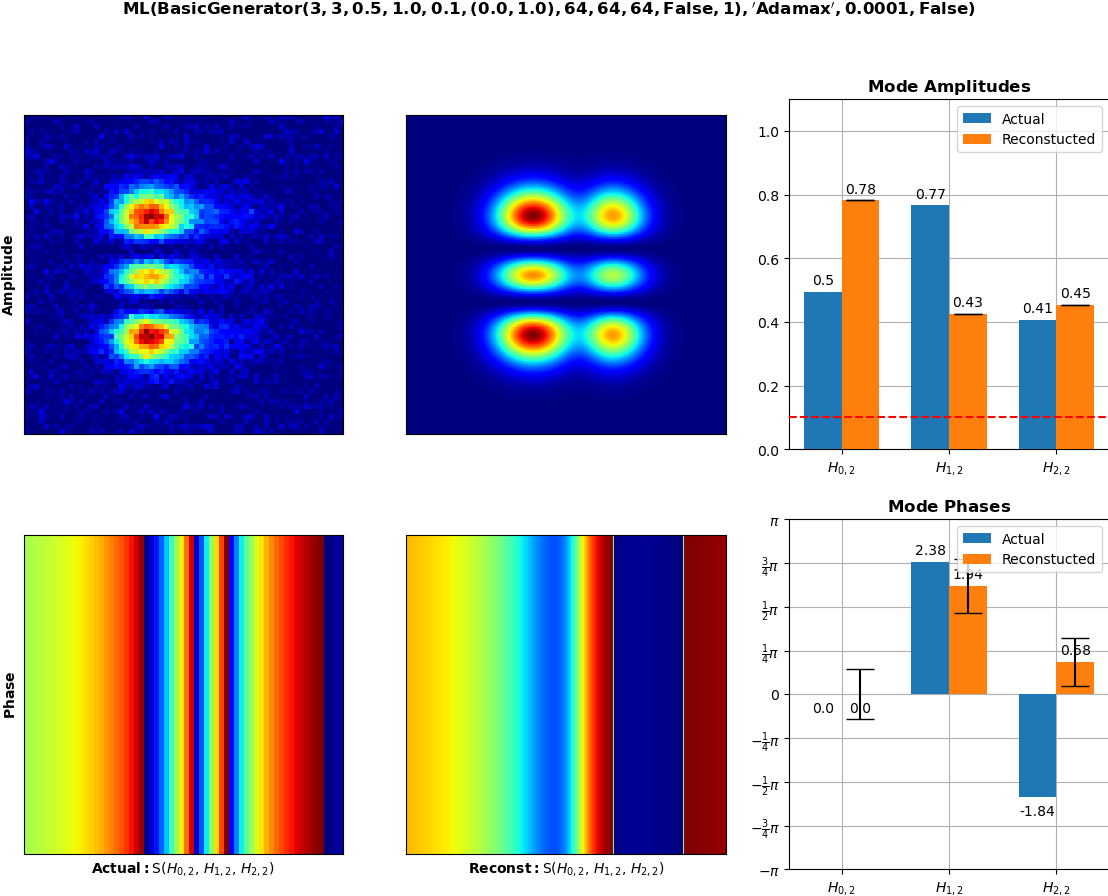 ML(BasicGenerator(3, 3, 0.5, 1.0, 0.1, (0.0, 1.0), 64, 64, 64, False, 1), ′Adamax′, 0.0001, False)
Amplitude
Mode Amplitudes
Actual
Reconstucted
1.0
0.8
0.6
0.4
0.2
0.0
0.5
0.78
0.77
0.43
0.41
0.45
H0, 2
H1, 2
H2, 2
Phase
Actual: S(H0, 2, H1, 2, H2, 2)
Reconst: S(H0, 2, H1, 2, H2, 2)
Mode Phases
Actual
Reconstucted
π
3/4π
1/2π
1/4π
0
−1/4π
−1/2π
−3/4π
−π
0.0
0.0
2.38
1.94
-1.84
0.58
H0, 2
H1, 2
H2, 2